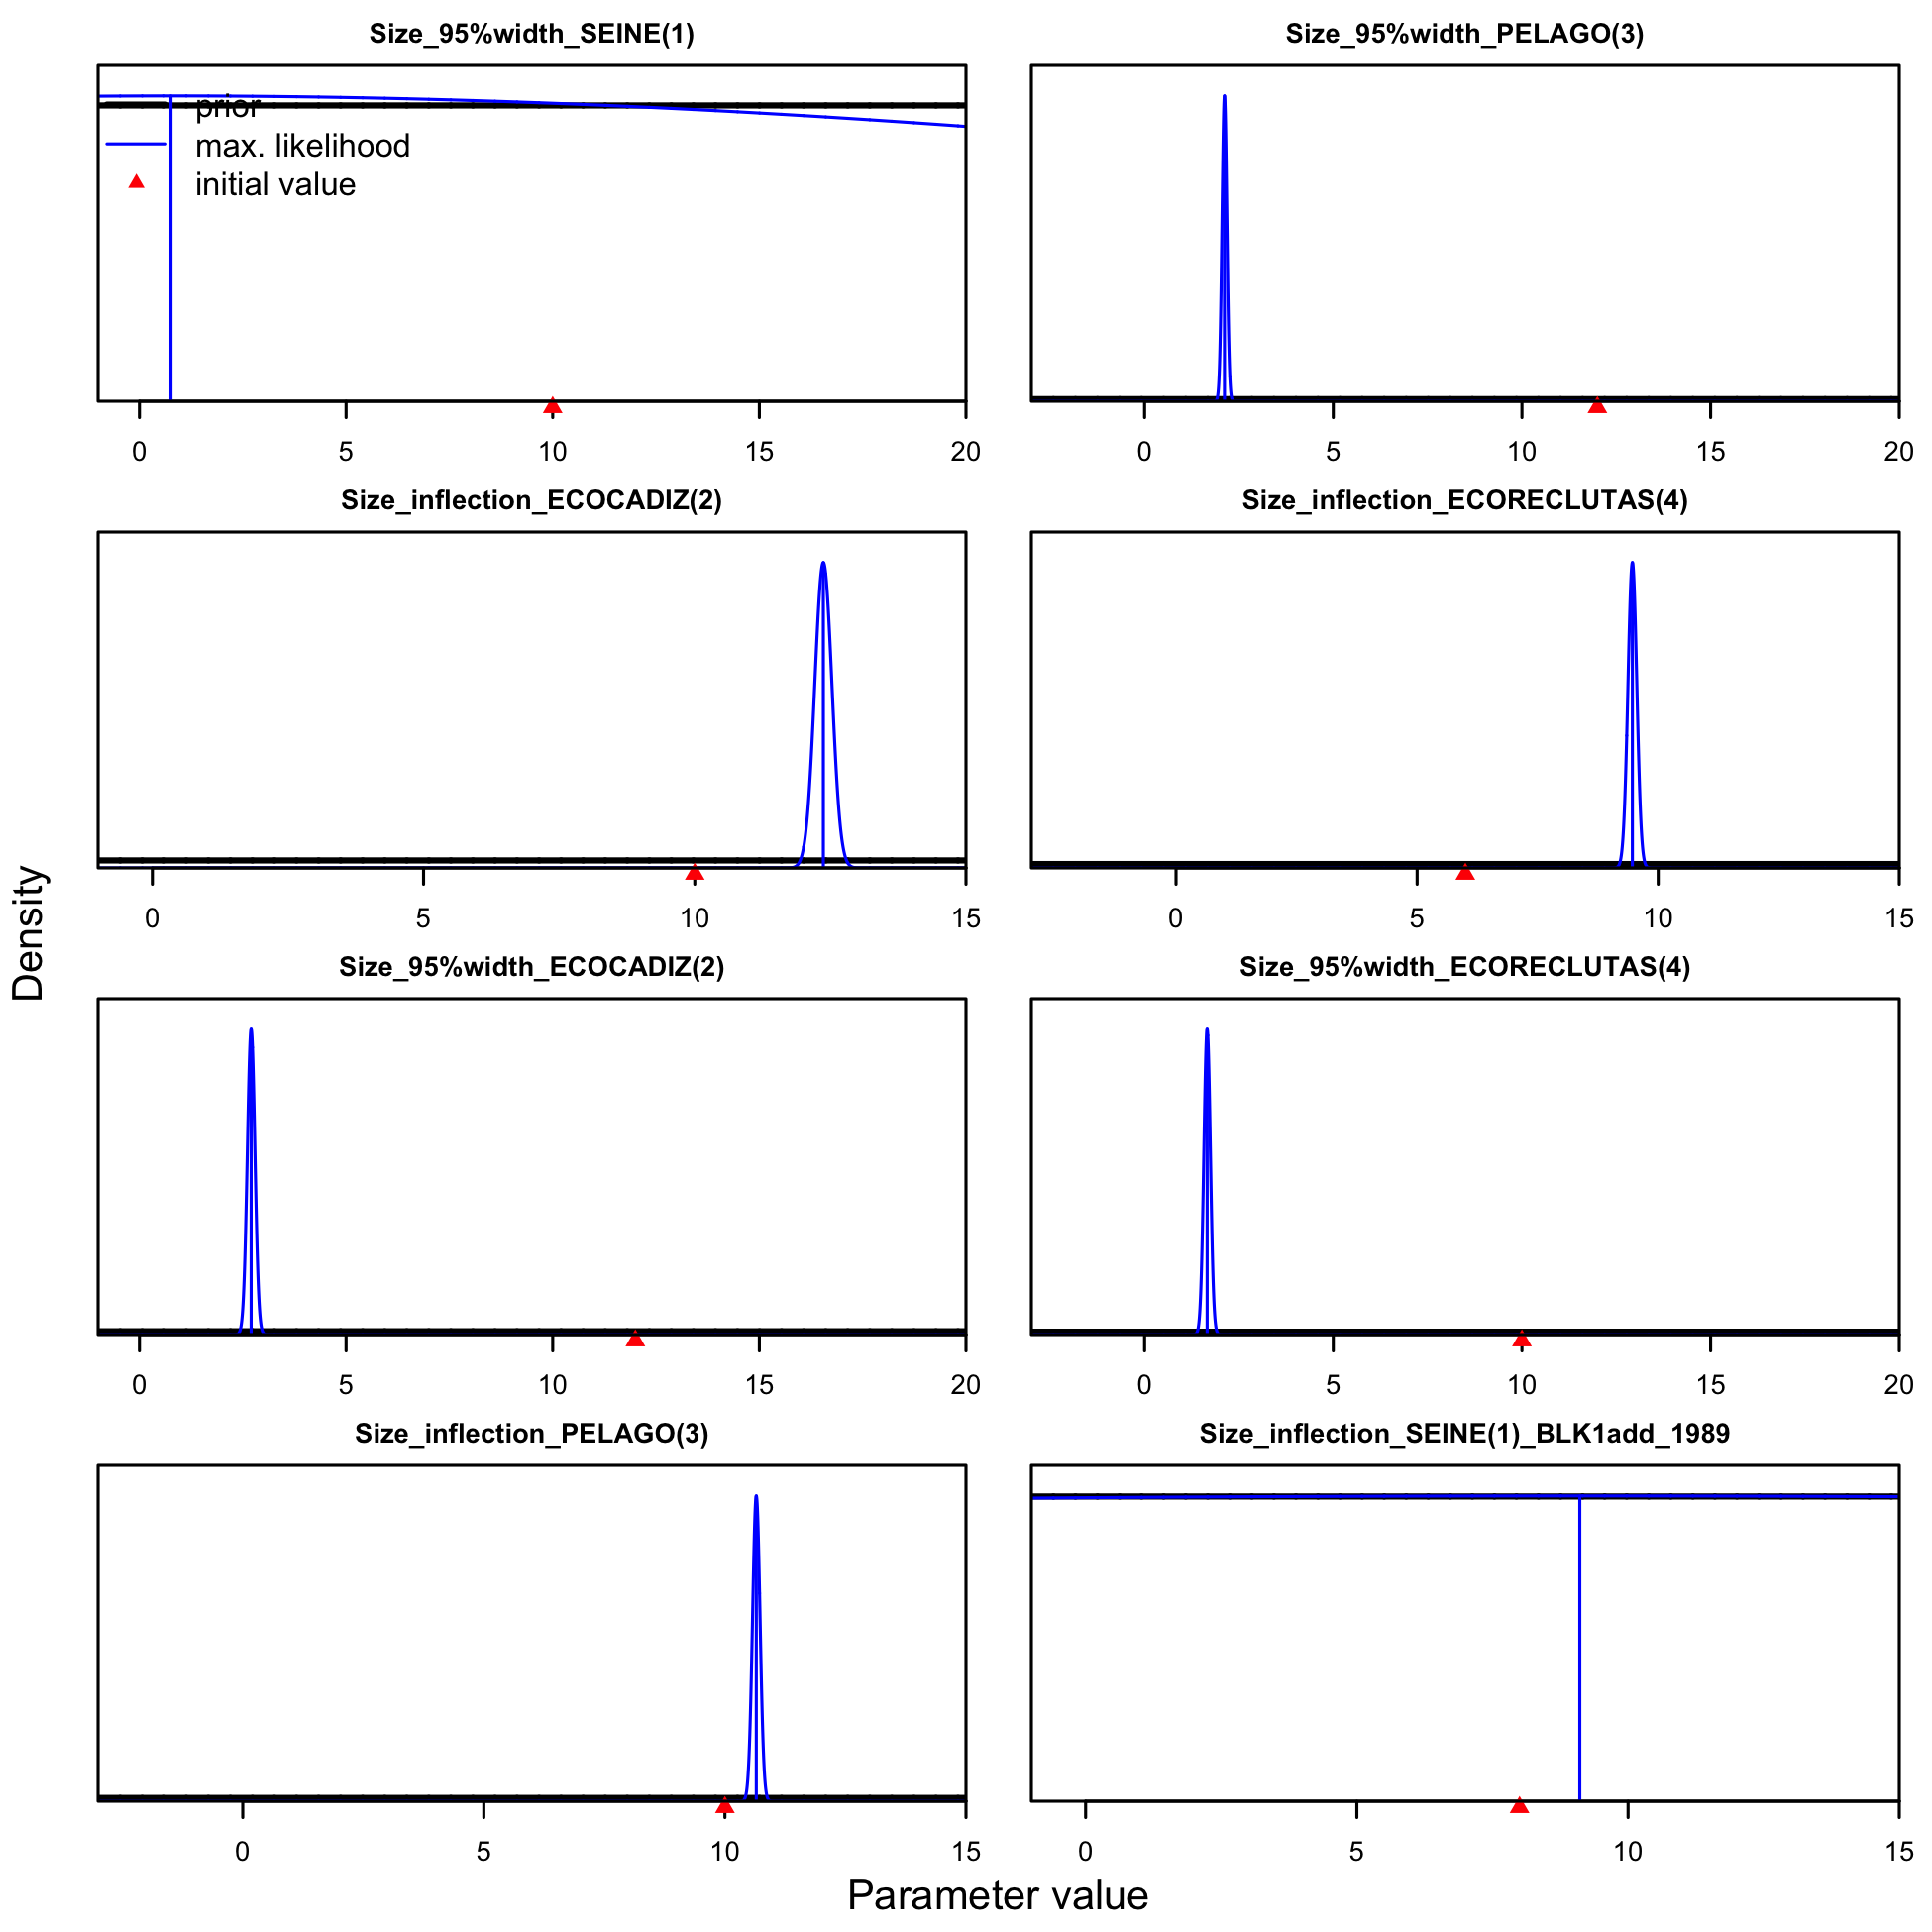 Size_95%width_SEINE(1)
prior
max. likelihood
initial value
0 5 10 15 20
Size_95%width_PELAGO(3)
0 5 10 15 20
Size_inflection_ECOCADIZ(2)
0 5 10 15
Size_inflection_ECORECLUTAS(4)
0 5 10 15
Size_95%width_ECOCADIZ(2)
0 5 10 15 20
Size_95%width_ECORECLUTAS(4)
0 5 10 15 20
Size_inflection_PELAGO(3)
0 5 10 15
Size_inflection_SEINE(1)_BLK1add_1989
0 5 10 15
Density
Parameter value